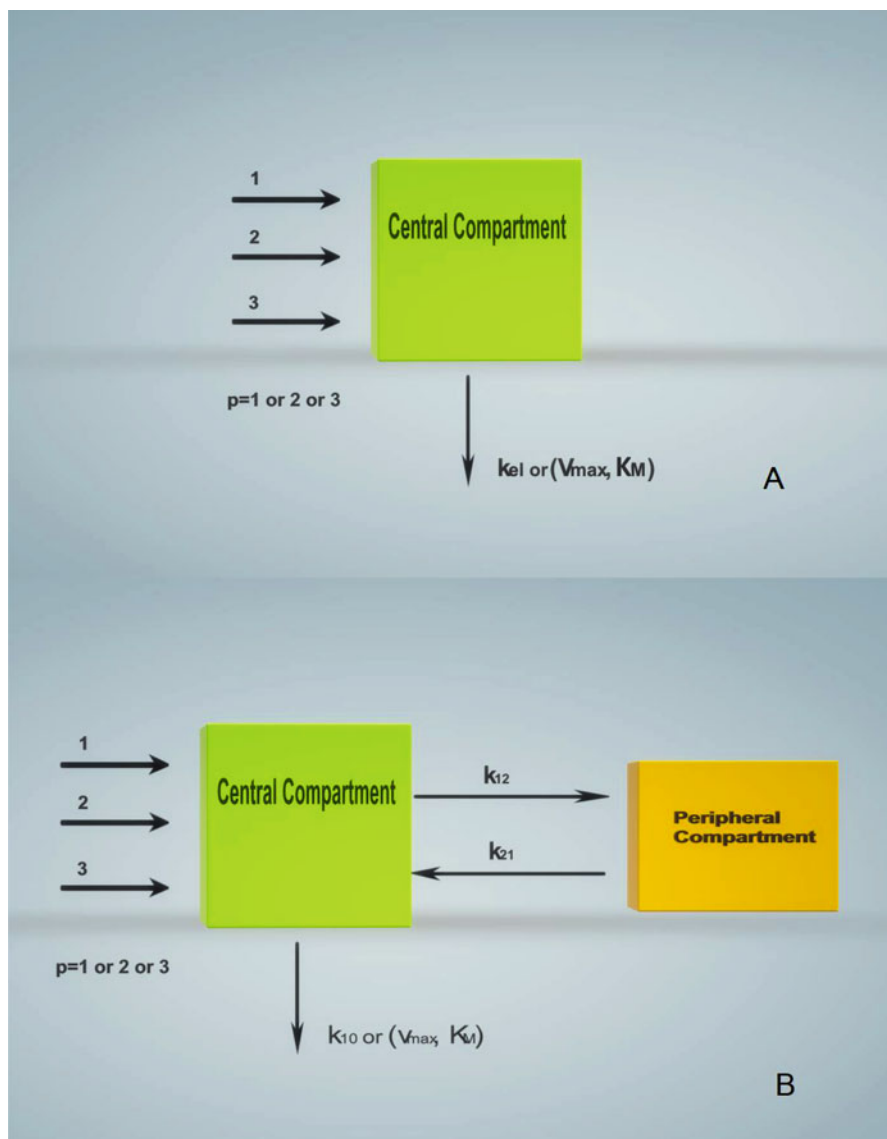 1
Central Compartment
2
3
p=1 or 2 or 3
kel or (Vmax, KM)
A
1
Central Compartment
k12
2
Peripheral
Compartment
k21
3
p=1 or 2 or 3
k10 or (Vmax, KM)
B